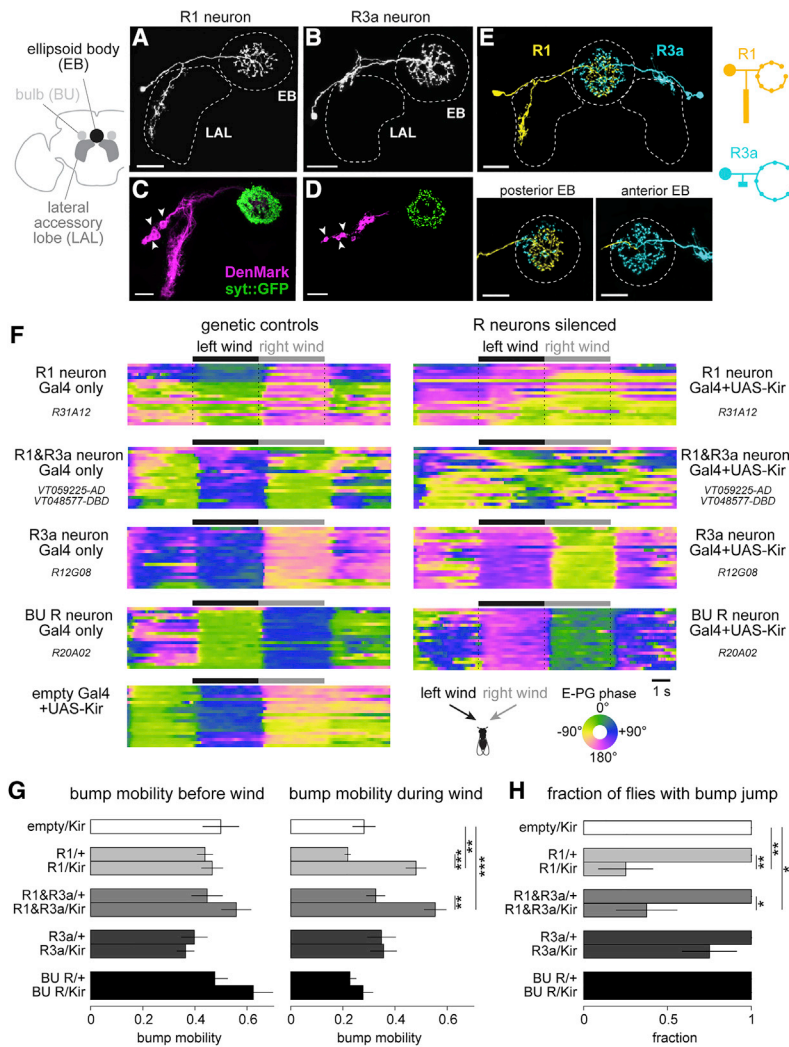 R1 neuron
R3a neuron
ellipsoid body
(EB)
bulb (BU)
lateral
accessory
lobe (LAL)
A
LAL
EB
B
LAL
EB
E
R1
R3a
R1
R3a
C
DenMark
syt::GFP
D
posterior EB
anterior EB
F
genetic controls
R neurons silenced
left wind
right wind
left wind
right wind
R1 neuron
Gal4 only
R31A12
R1 neuron
Gal4+UAS-Kir
R31A12
R1&R3a neuron
Gal4 only
VT059225-AD
VT048577-DBD
R1&R3a neuron
Gal4+UAS-Kir
VT059225-AD
VT048577-DBD
R3a neuron
Gal4 only
R12G08
R3a neuron
Gal4+UAS-Kir
R12G08
BU R neuron
Gal4 only
R20A02
BU R neuron
Gal4+UAS-Kir
R20A02
empty Gal4
+UAS-Kir
1 s
left wind right wind
E-PG phase
0°
-90°
+90°
180°
G
bump mobility before wind
bump mobility during wind
H
fraction of flies with bump jump
empty/Kir
R1/+
R1/Kir
R1&R3a/+
R1&R3a/Kir
R3a/+
R3a/Kir
BU R/+
BU R/Kir
0 0.2 0.4 0.6
bump mobility
***
**
***
**
0 0.2 0.4 0.6
bump mobility
empty/Kir
R1/+
R1/Kir
R1&R3a/+
R1&R3a/Kir
R3a/+
R3a/Kir
BU R/+
BU R/Kir
**
**
*
*
0 0.5 1
fraction